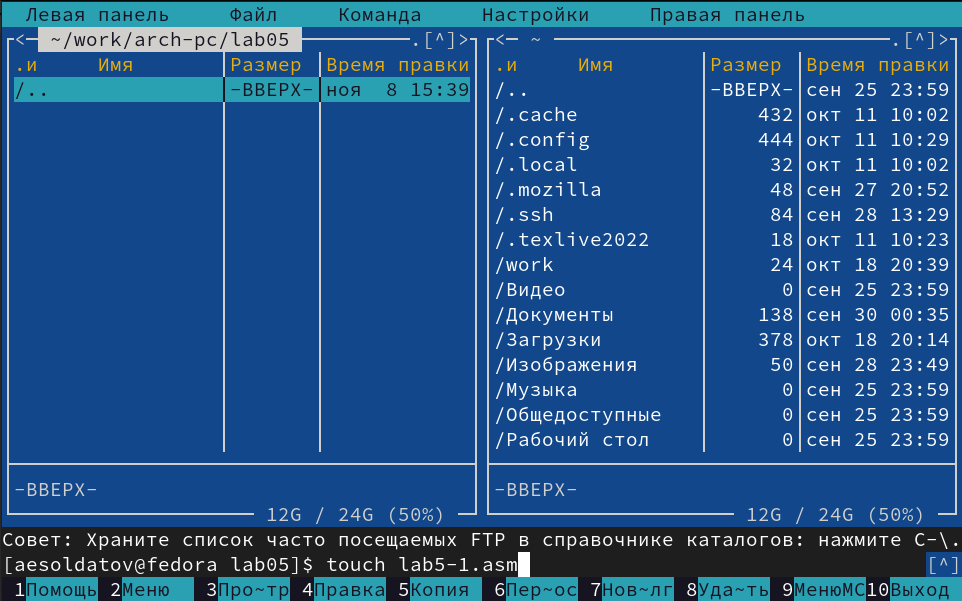 Левая панель Файл Команда Настройки Правая панель
<─ ~/work/arch-pc/lab05 .[^]> <─ ~ .[^]>
.и Имя Размер Время правки .и Имя Размер Время правки
/.. -ВВЕРХ- ноя 8 15:39 /.. -ВВЕРХ- сен 25 23:59
/.cache 432 окт 11 10:02
/.config 444 окт 11 10:29
/.local 32 окт 11 10:02
/.mozilla 48 сен 27 20:52
/.ssh 84 сен 28 13:29
/.texlive2022 18 окт 11 10:23
/work 24 окт 18 20:39
/Видео 0 сен 25 23:59
/Документы 138 сен 30 00:35
/Загрузки 378 окт 18 20:14
/Изображения 50 сен 28 23:49
/Музыка 0 сен 25 23:59
/Общедоступные 0 сен 25 23:59
/Рабочий стол 0 сен 25 23:59
-ВВЕРХ- -ВВЕРХ-
12G / 24G (50%) 12G / 24G (50%)
Совет: Храните список часто посещаемых FTP в справочнике каталогов: нажмите C-\.
[aesoldatov@fedora lab05]$ touch lab5-1.asm [^]
1Помощь 2Меню 3Про~тр 4Правка 5Копия 6Пер~ос 7Нов~лг 8Уда~ть 9МенюMC 10Выход